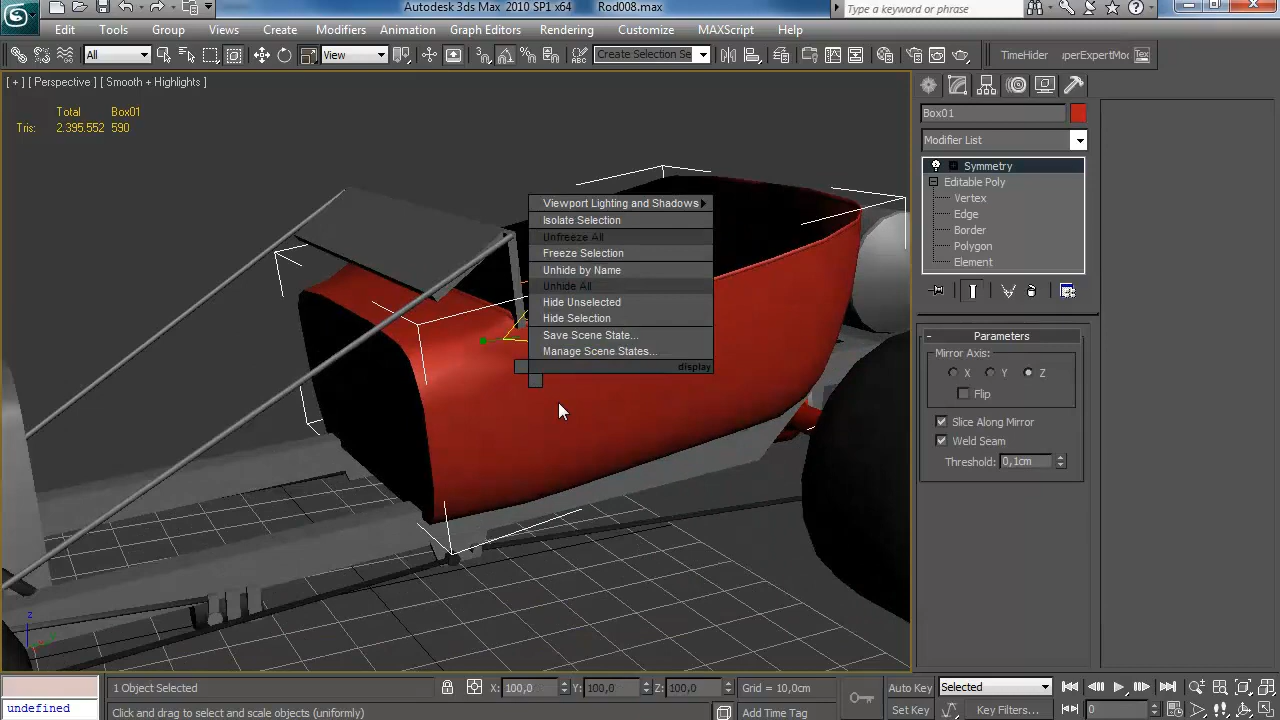 Autodesk 3ds Max 2010 SP1 x64 Rod008.max
Type a keyword or phrase
Edit Tools Group Views Create Modifiers Animation Graph Editors Rendering Customize MAXScript Help
All View Create Selection Se TimeHider uperExpertMod Tex
[ + ] [ Perspective ] [ Smooth + Highlights ]
Total Box01
Tris: 2.395.552 590
Box01
Modifier List
Symmetry
Editable Poly
Vertex
Edge
Border
Polygon
Element
Viewport Lighting and Shadows
Isolate Selection
Unfreeze All
Freeze Selection
Unhide by Name
Unhide All
Hide Unselected
Hide Selection
Save Scene State...
Manage Scene States...
display
- Parameters
Mirror Axis:
X Y Z
Flip
Slice Along Mirror
Weld Seam
Threshold: 0,1cm
z
1 Object Selected X: 100,0 Y: 100,0 Z: 100,0 Grid = 10,0cm Auto Key Selected
undefined Click and drag to select and scale objects (uniformly) Add Time Tag Set Key Key Filters... 0